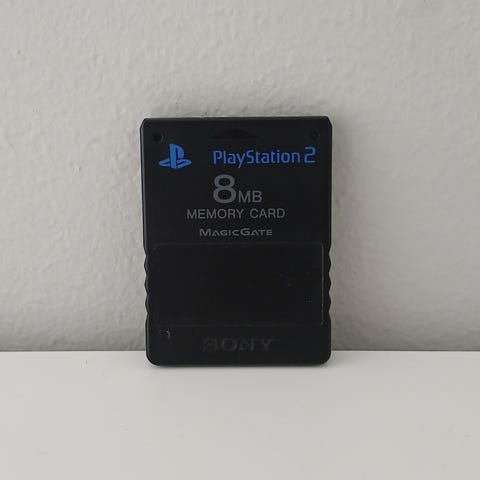 PlayStation 2
8MB
MEMORY CARD
MAGICGATE
SONY